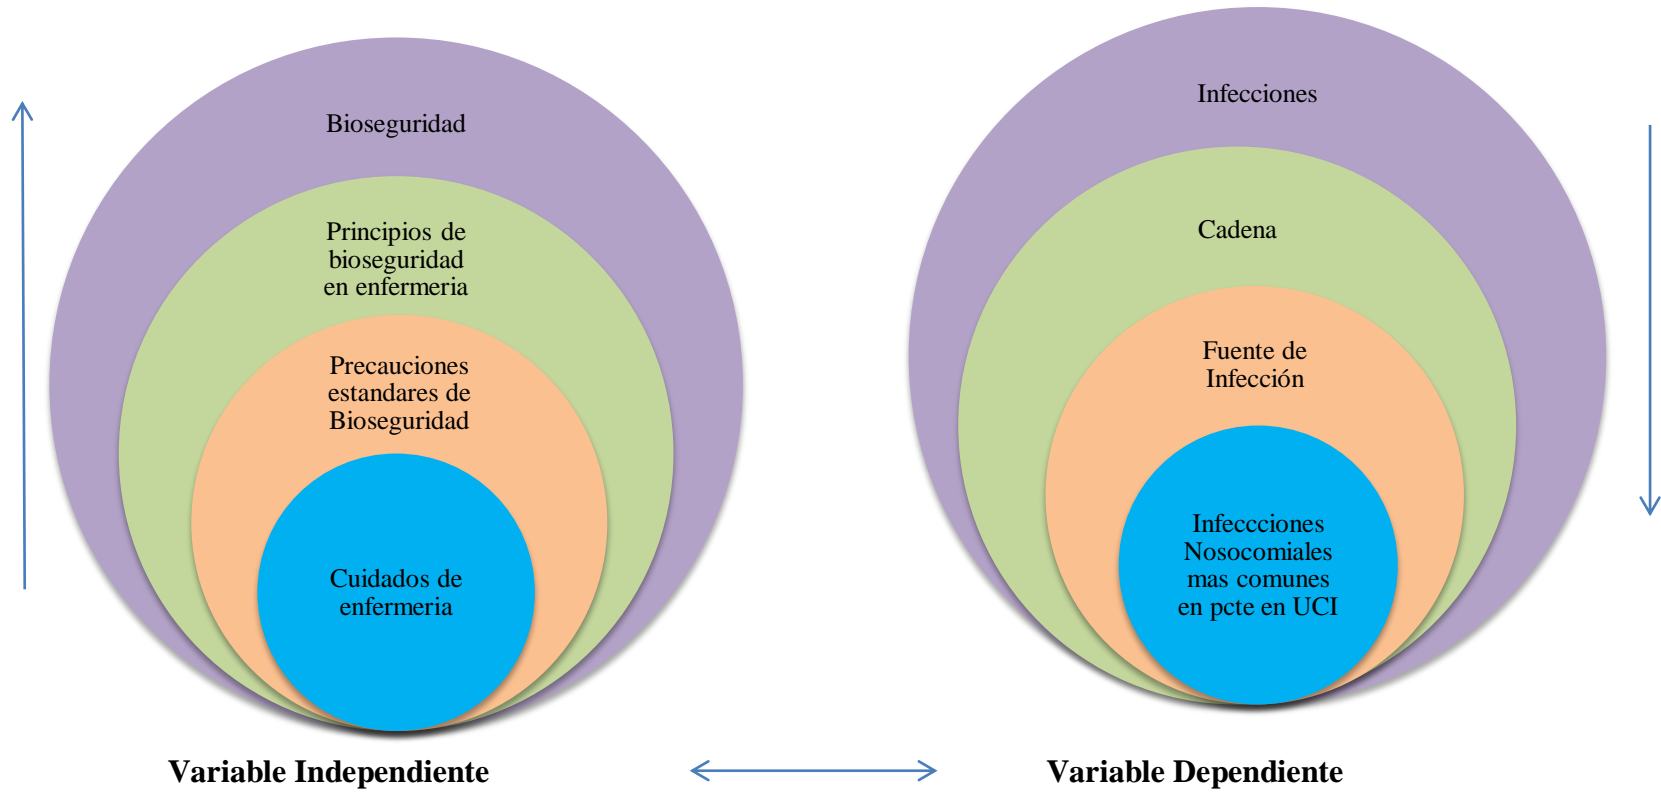 Bioseguridad
Principios de
bioseguridad
en enfermeria
Precauciones
estandares de
Bioseguridad
Cuidados de
enfermeria
Variable Independiente
Infecciones
Cadena
Fuente de
Infección
Infeccciones
Nosocomiales
mas comunes
en pcte en UCI
Variable Dependiente